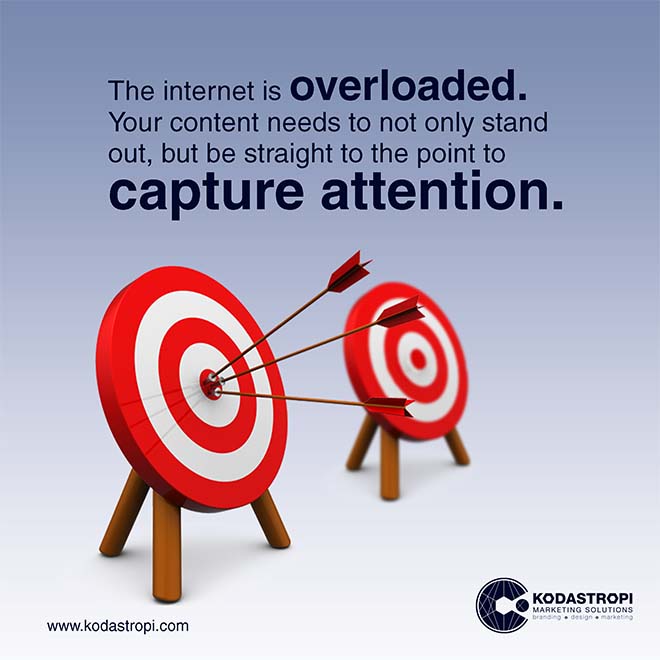 The internet is overloaded.
Your content needs to not only stand
out, but be straight to the point to
capture attention.
KODASTROPI
MARKETING SOLUTIONS
branding • design • marketing
www.kodastropi.com